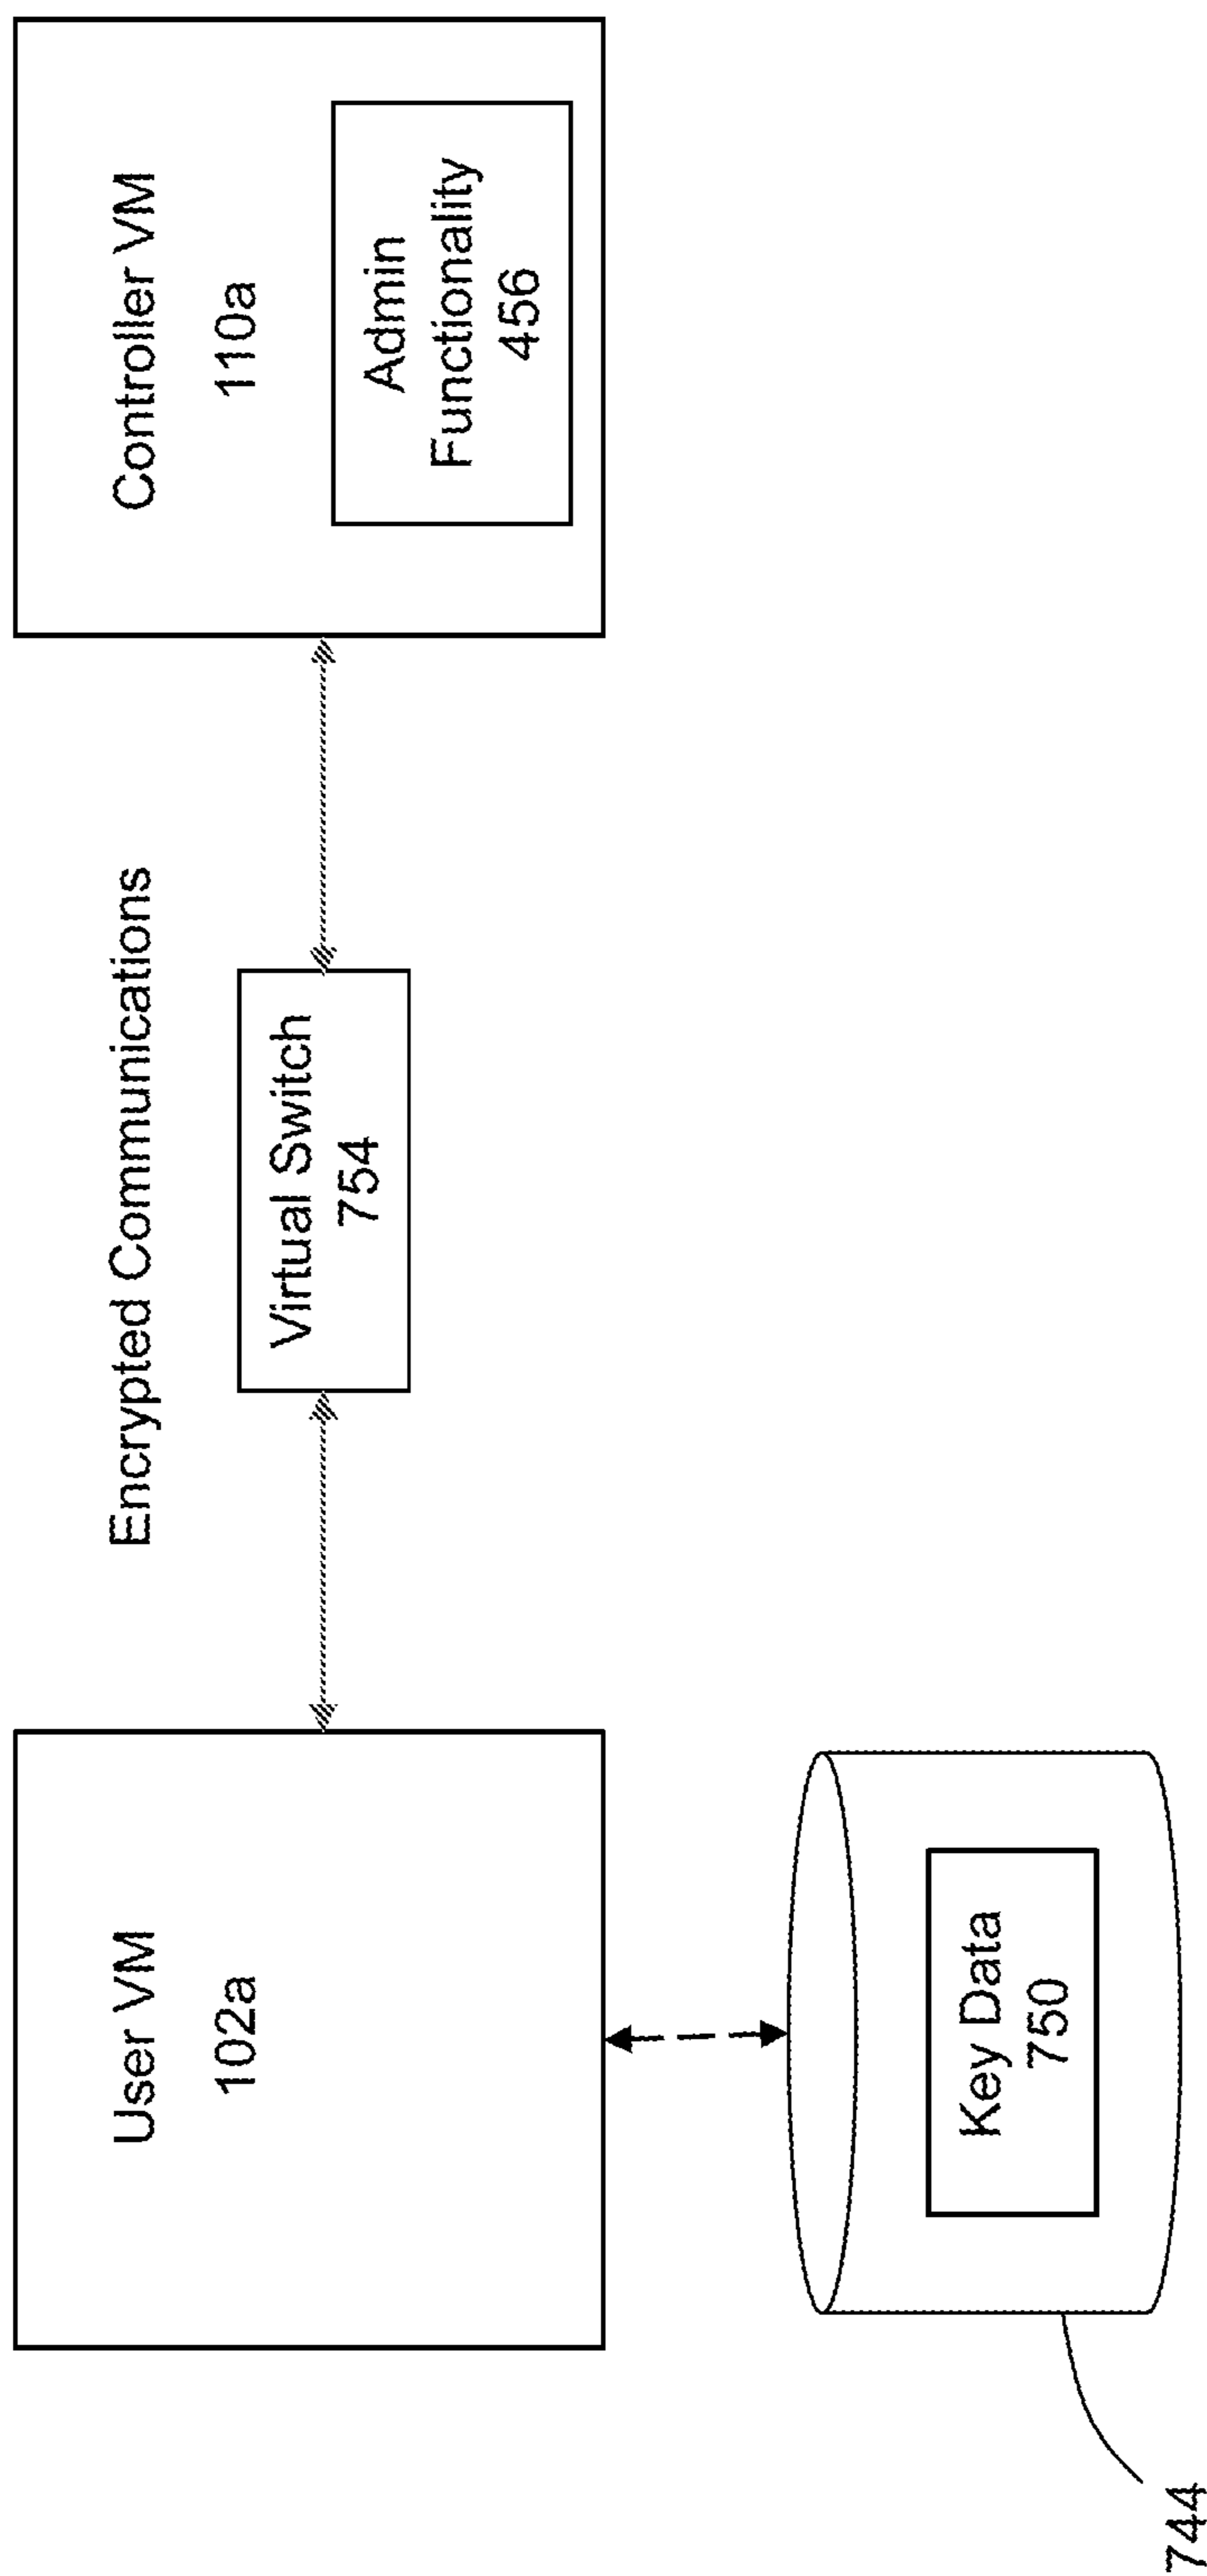 Encrypted Communications
User VM
102a
Virtual Switch
754
Controller VM
110a
Admin
Functionality
456
Key Data
750
744